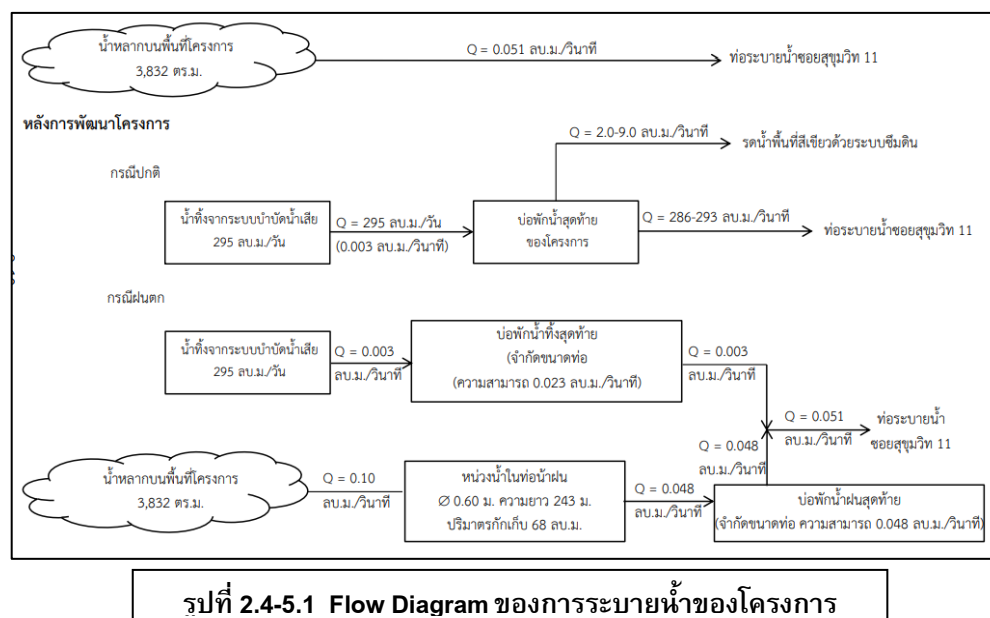 น้ำหลากบนพื้นที่โครงการ
3,832 ตร.ม.
Q = 0.051 ลบ.ม./วินาที
ท่อระบายน้ำซอยสุขุมวิท 11
หลังการพัฒนาโครงการ
กรณีปกติ
Q = 2.0-9.0 ลบ.ม./วินาที
รดน้ำพื้นที่สีเขียวด้วยระบบซึมดิน
น้ำทิ้งจากระบบบำบัดน้ำเสีย
295 ลบ.ม./วัน
Q = 295 ลบ.ม./วัน
(0.003 ลบ.ม./วินาที)
บ่อพักน้ำสุดท้าย
ของโครงการ
Q = 286-293 ลบ.ม./วินาที
ท่อระบายน้ำซอยสุขุมวิท 11
กรณีฝนตก
น้ำทิ้งจากระบบบำบัดน้ำเสีย
295 ลบ.ม./วัน
Q = 0.003
ลบ.ม./วินาที
บ่อพักน้ำทิ้งสุดท้าย
(จำกัดขนาดท่อ
(ความสามารถ 0.023 ลบ.ม./วินาที)
Q = 0.003
ลบ.ม./วินาที
Q = 0.051
ลบ.ม./วินาที
ท่อระบายน้ำ
ซอยสุขุมวิท 11
Q = 0.048
ลบ.ม./วินาที
น้ำหลากบนพื้นที่โครงการ
3,832 ตร.ม.
Q = 0.10
ลบ.ม./วินาที
หน่วงน้ำในท่อน้ำฝน
Ø 0.60 ม. ความยาว 243 ม.
ปริมาตรกักเก็บ 68 ลบ.ม.
Q = 0.048
ลบ.ม./วินาที
บ่อพักน้ำฝนสุดท้าย
(จำกัดขนาดท่อ ความสามารถ 0.048 ลบ.ม./วินาที)
รูปที่ 2.4-5.1 Flow Diagram ของการระบายน้ำของโครงการ